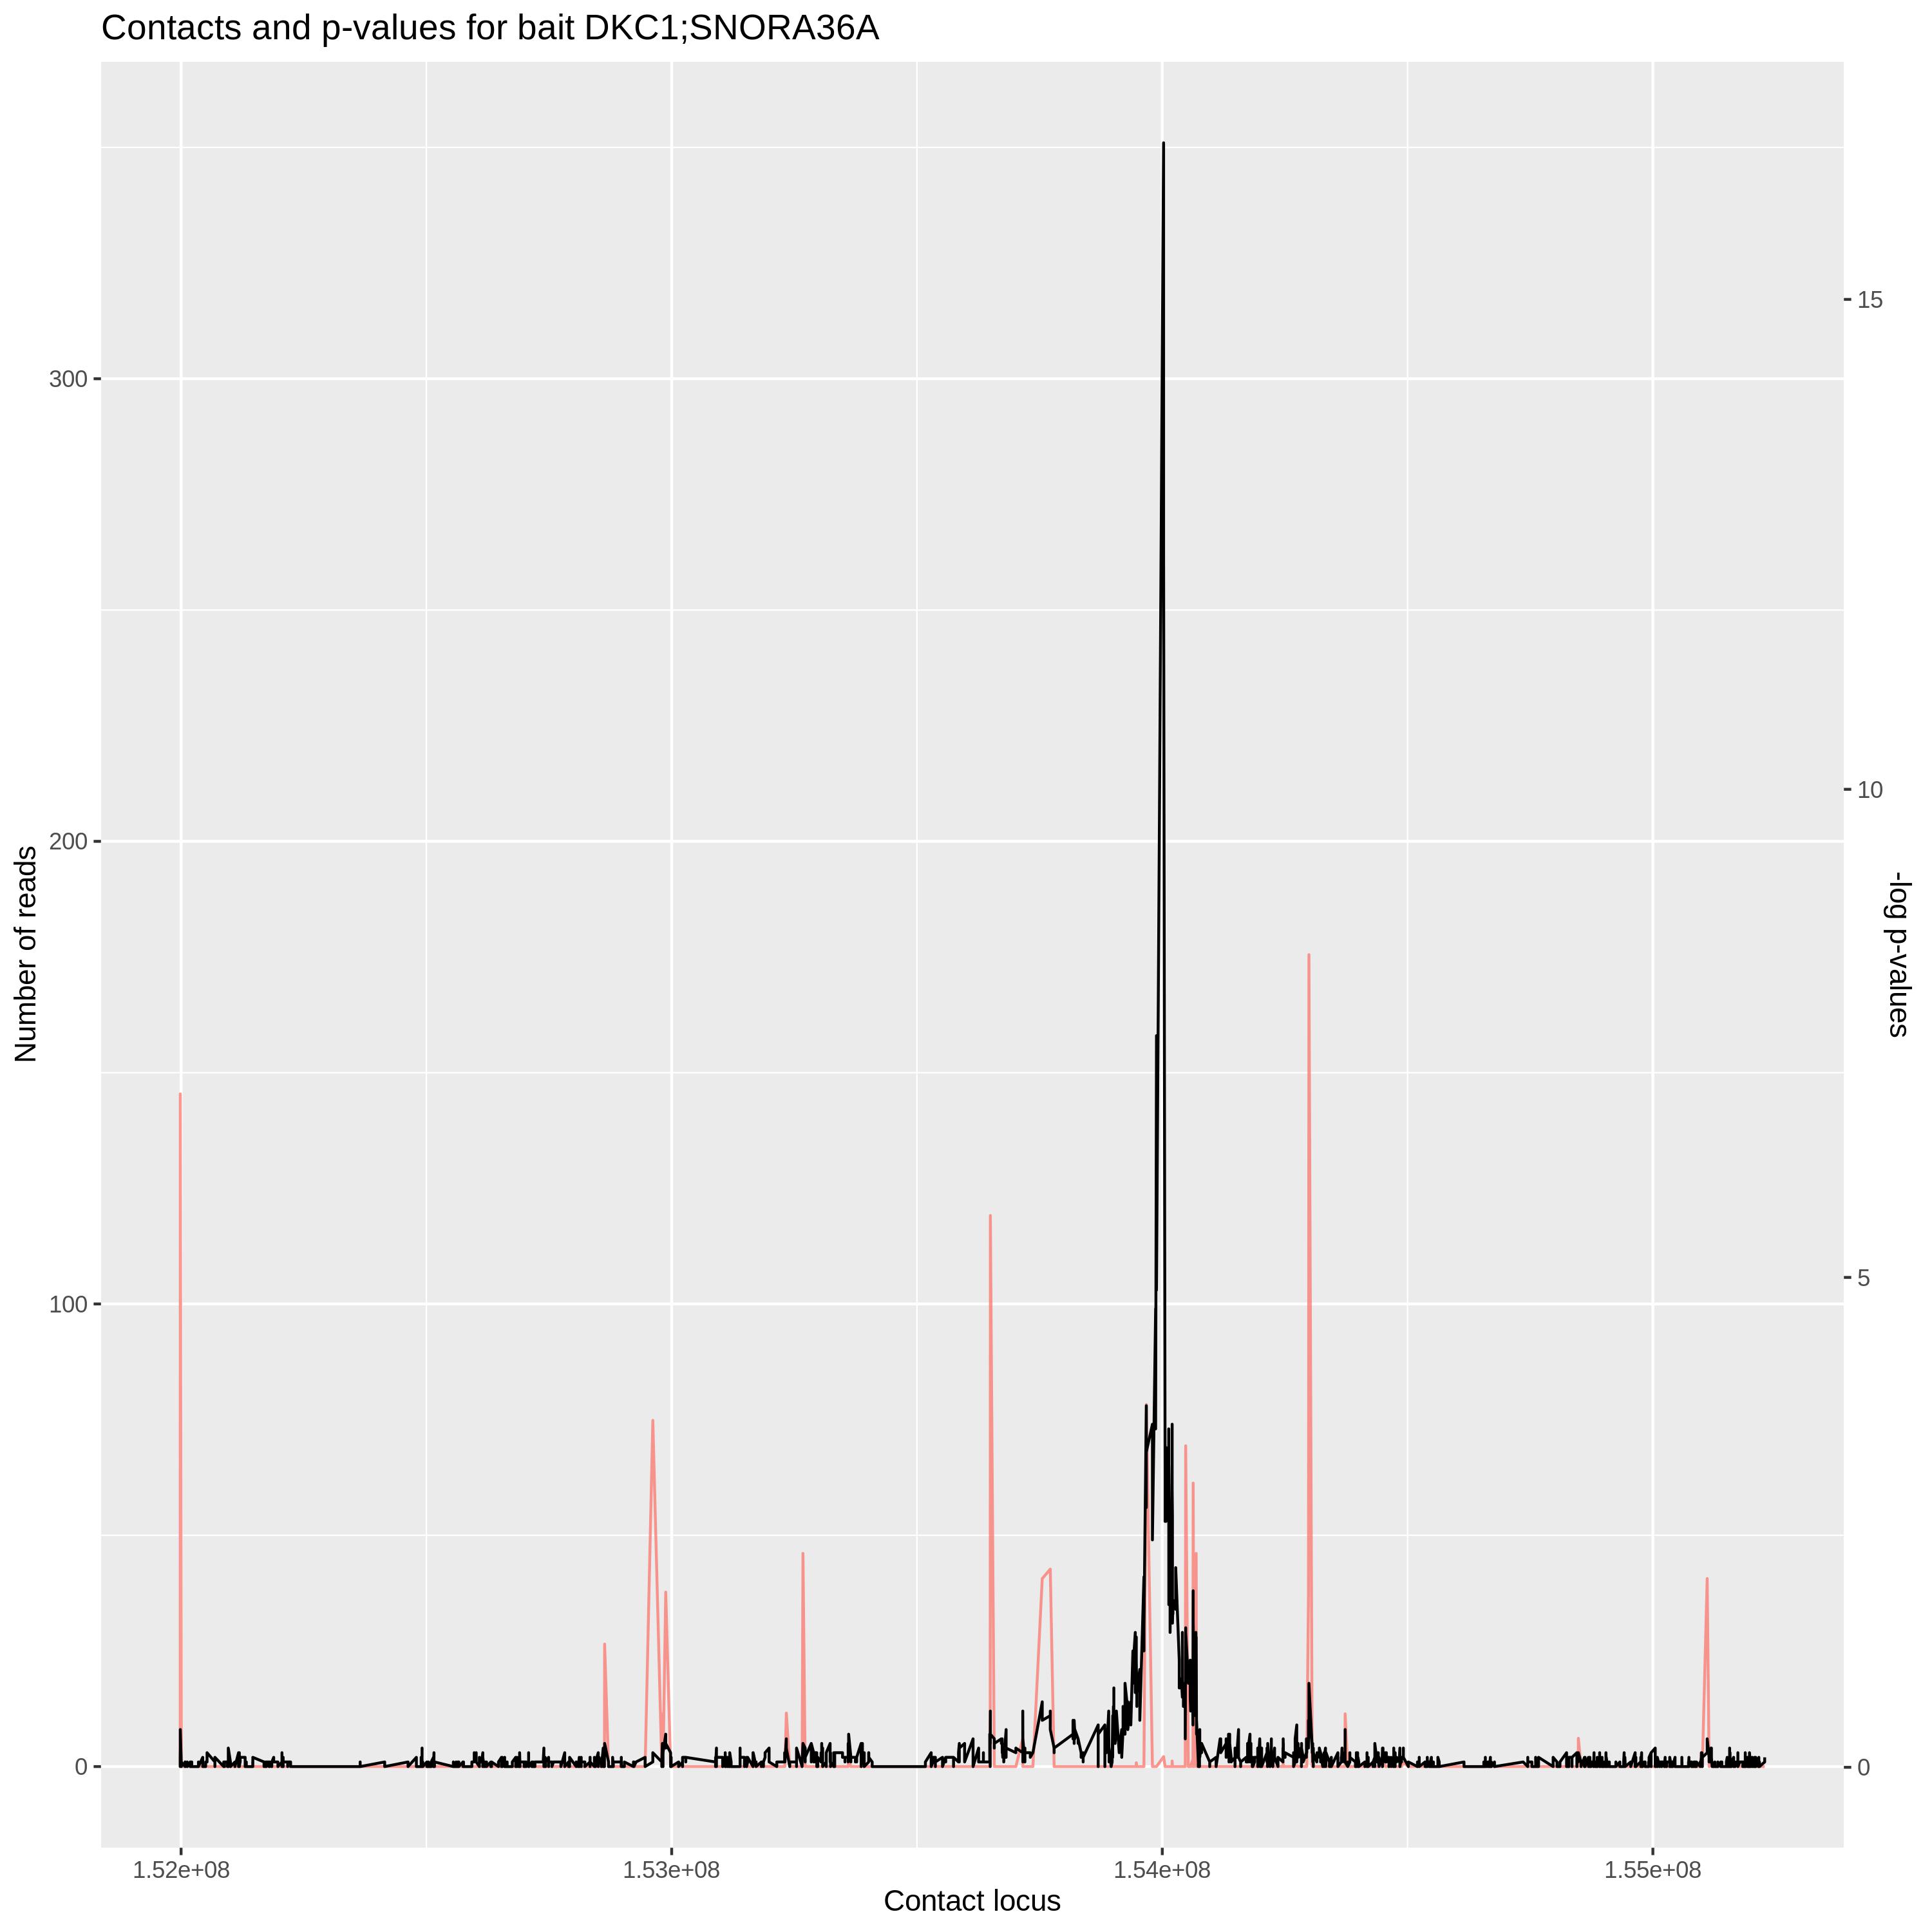 Contacts and p-values for bait DKC1;SNORA36A
300
200
100
0
Number of reads
15
10
5
0
-log p-values
1.52e+08 1.53e+08 1.54e+08 1.55e+08
Contact locus